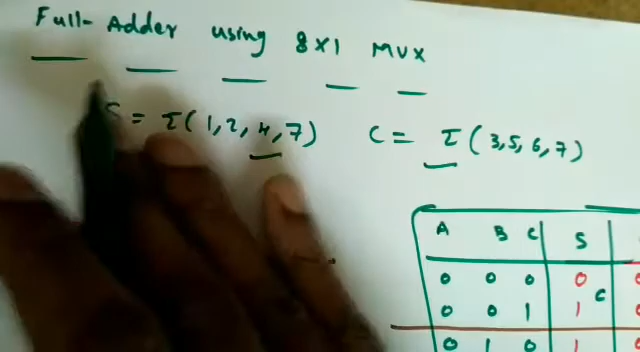 Full-Adder using 8x1 MUX
S = Σ(1,2,4,7) C = Σ(3,5,6,7)
A B C S
0 0 0 0
0 0 1 1 C
0 1 0 1